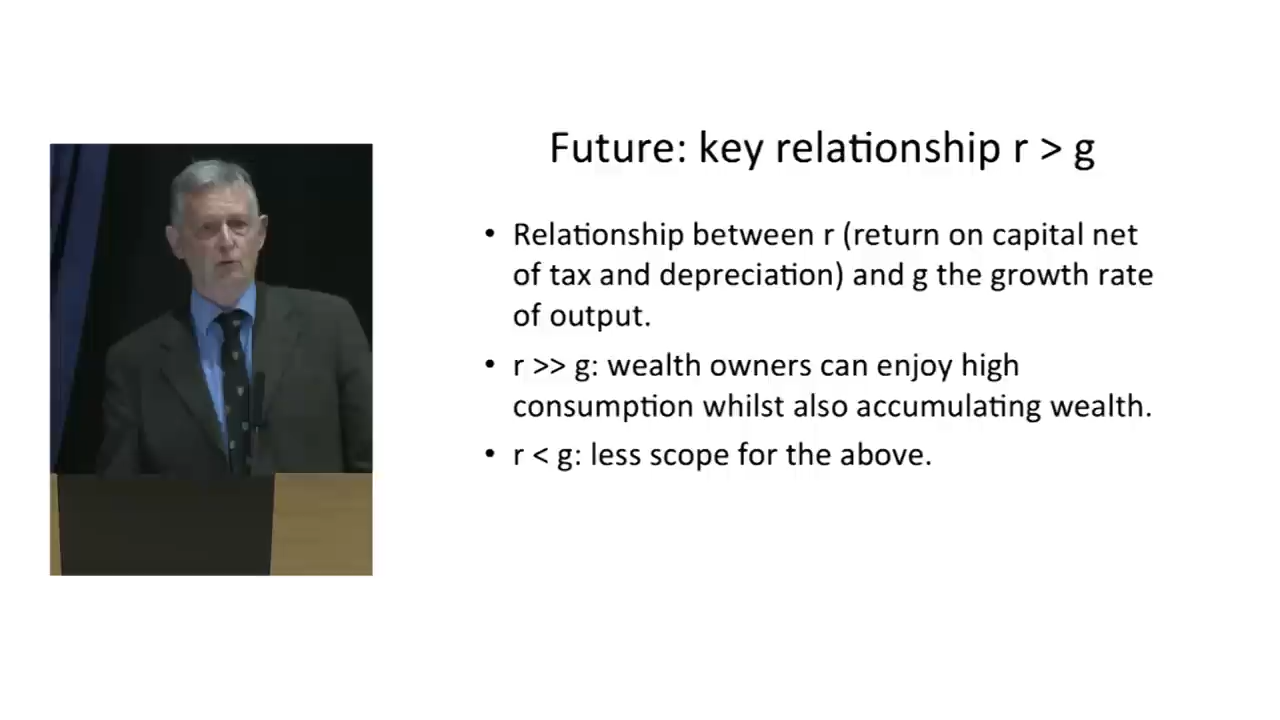 Future: key relationship r > g
• Relationship between r (return on capital net
of tax and depreciation) and g the growth rate
of output.
• r >> g: wealth owners can enjoy high
consumption whilst also accumulating wealth.
• r < g: less scope for the above.